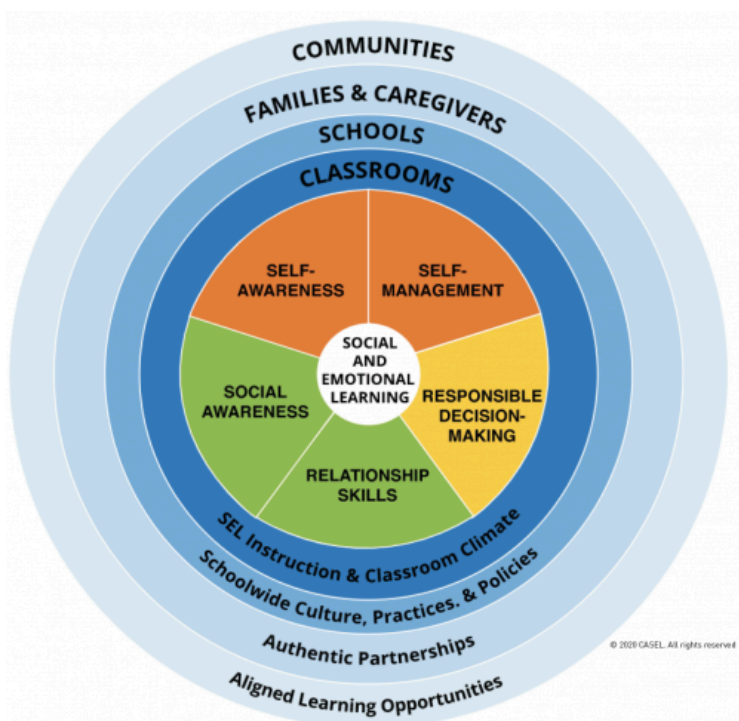 COMMUNITIES
FAMILIES & CAREGIVERS
SCHOOLS
CLASSROOMS
SELF-
AWARENESS
SELF-
MANAGEMENT
SOCIAL
AND
EMOTIONAL
LEARNING
SOCIAL
AWARENESS
RESPONSIBLE
DECISION-
MAKING
RELATIONSHIP
SKILLS
SEL Instruction & Classroom Climate
Schoolwide Culture, Practices. & Policies
Authentic Partnerships
Aligned Learning Opportunities
© 2020 CASEL. All rights reserved